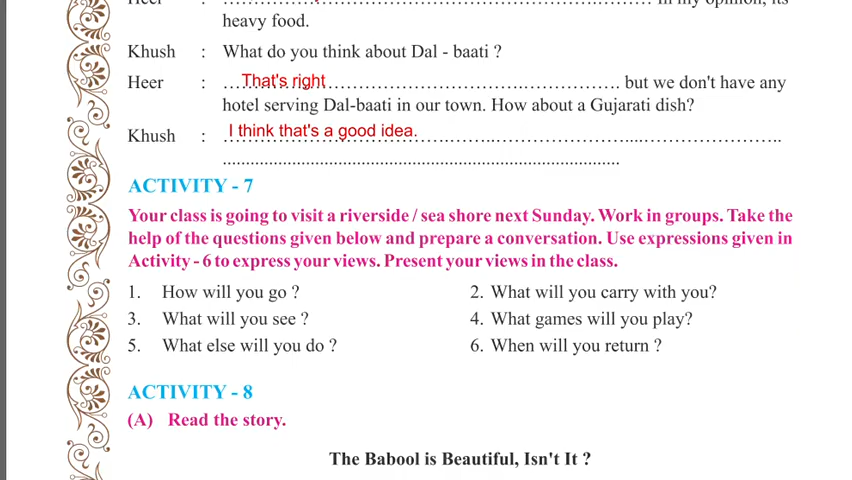 Heer : ........................................................ In my opinion, its
heavy food.
Khush : What do you think about Dal - baati ?
Heer : ...That's right........................................ but we don't have any
hotel serving Dal-baati in our town. How about a Gujarati dish?
Khush : I think that's a good idea.........................................
......................................................................................
ACTIVITY - 7
Your class is going to visit a riverside / sea shore next Sunday. Work in groups. Take the
help of the questions given below and prepare a conversation. Use expressions given in
Activity - 6 to express your views. Present your views in the class.
1. How will you go ? 2. What will you carry with you?
3. What will you see ? 4. What games will you play?
5. What else will you do ? 6. When will you return ?
ACTIVITY - 8
(A) Read the story.
The Babool is Beautiful, Isn't It ?